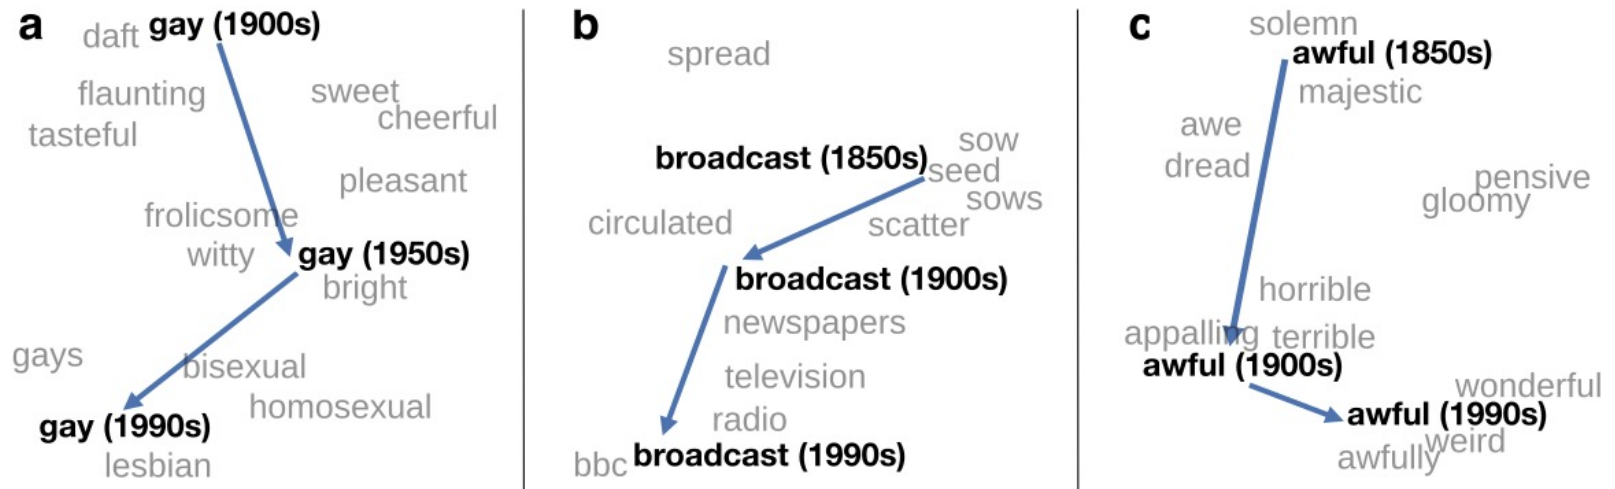 a
daft gay (1900s)
flaunting
sweet
cheerful
tasteful
pleasant
frolicsome
witty
gay (1950s)
bright
gays
bisexual
homosexual
gay (1990s)
lesbian
b
spread
sow
broadcast (1850s)
seed
sows
circulated
scatter
broadcast (1900s)
newspapers
television
radio
bbc broadcast (1990s)
c
solemn
awful (1850s)
majestic
awe
dread
pensive
gloomy
horrible
appalling terrible
awful (1900s)
wonderful
awful (1990s)
weird
awfully